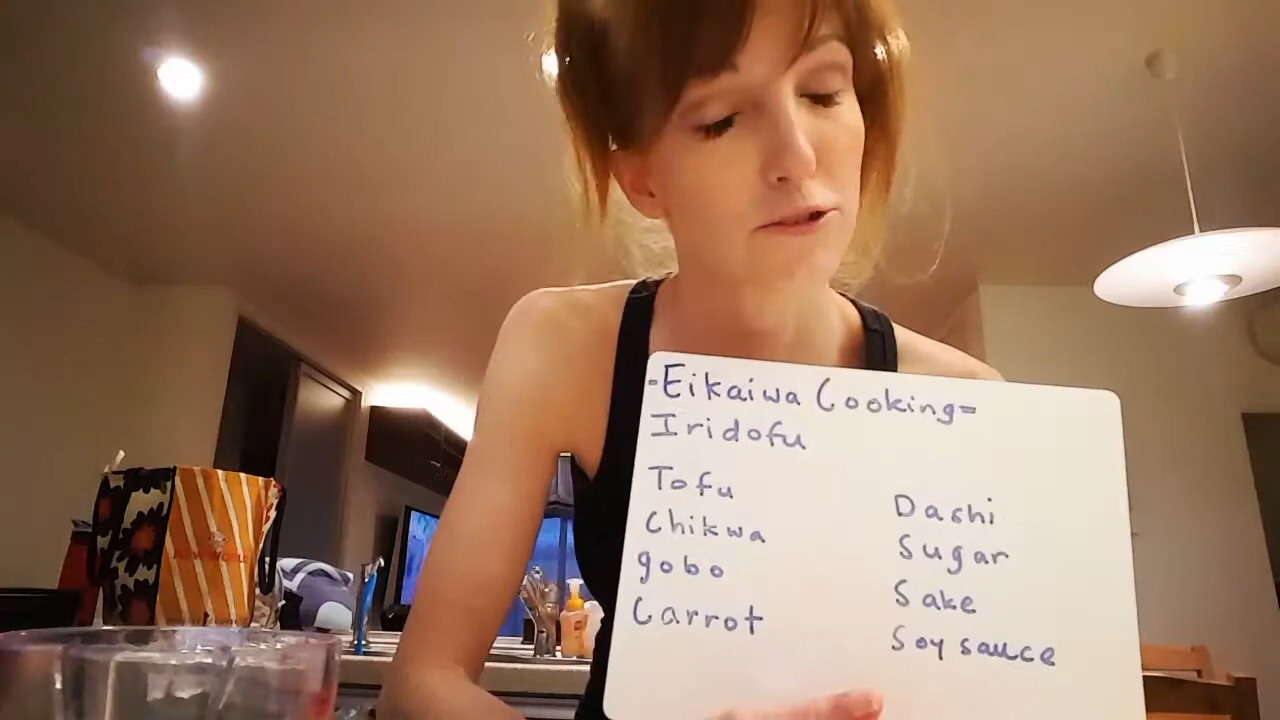 -Eikaiwa Cooking=
Iridofu
Tofu
Chikwa
gobo
Carrot
Dashi
Sugar
Sake
Soy sauce